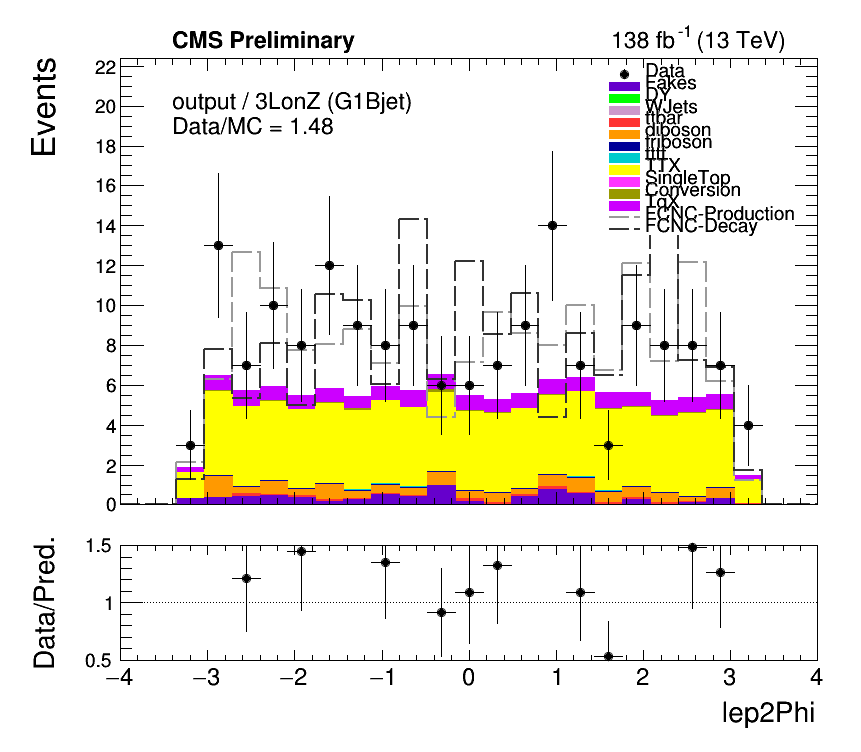 CMS Preliminary
138 fb-1 (13 TeV)
Events
output / 3LonZ (G1Bjet)
Data/MC = 1.48
Data
Fakes
DY
WJets
ttbar
diboson
triboson
tttt
TTX
SingleTop
Conversion
TqX
FCNC-Production
FCNC-Decay
22
20
18
16
14
12
10
8
6
4
2
0
Data/Pred.
1.5
1
0.5
−4 −3 −2 −1 0 1 2 3 4
lep2Phi